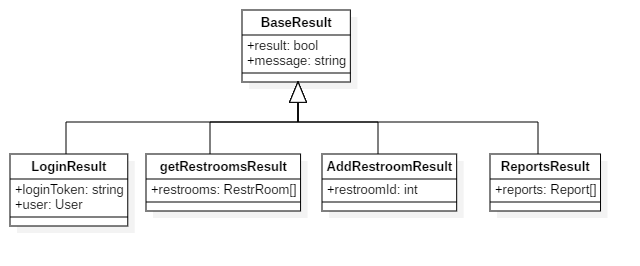 BaseResult
+result: bool
+message: string
LoginResult
+loginToken: string
+user: User
getRestroomsResult
+restrooms: RestrRoom[]
AddRestroomResult
+restroomId: int
ReportsResult
+reports: Report[]